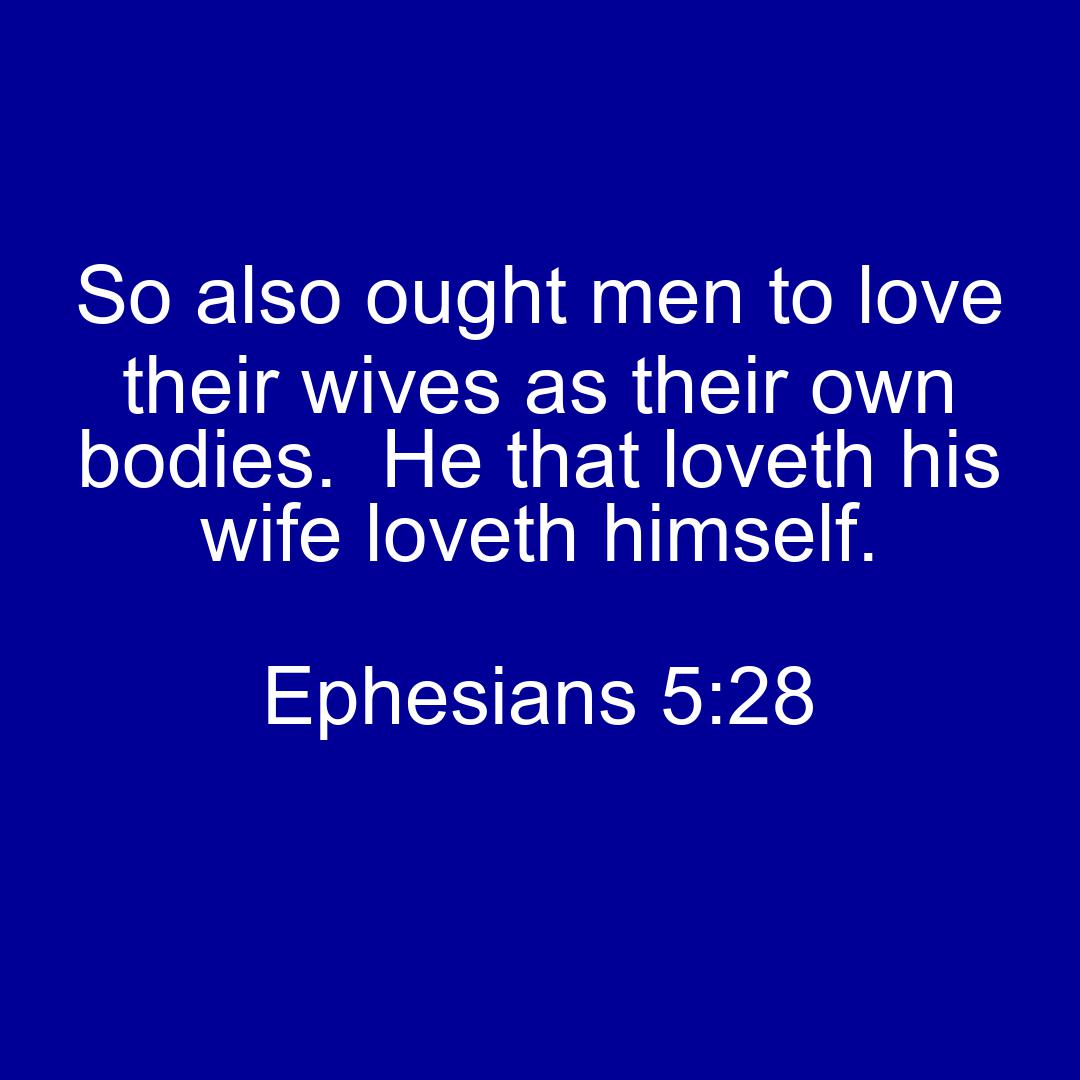 So also ought men to love
their wives as their own
bodies.  He that loveth his
wife loveth himself.
Ephesians 5:28